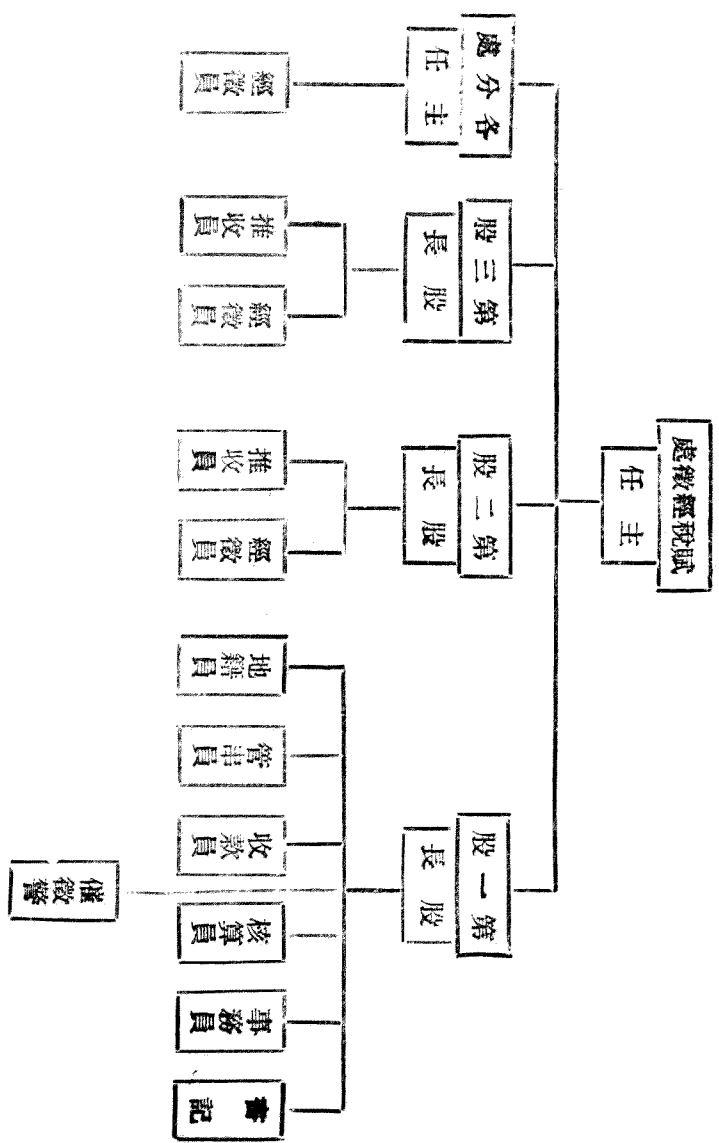 賦稅經徵處
主任
第一股
股長
第二股
股長
第三股
股長
各分處
主任
書記
事務員
核算員
收款員
管串員
地籍員
經徵員
推收員
經徵員
推收員
經徵員
催徵警